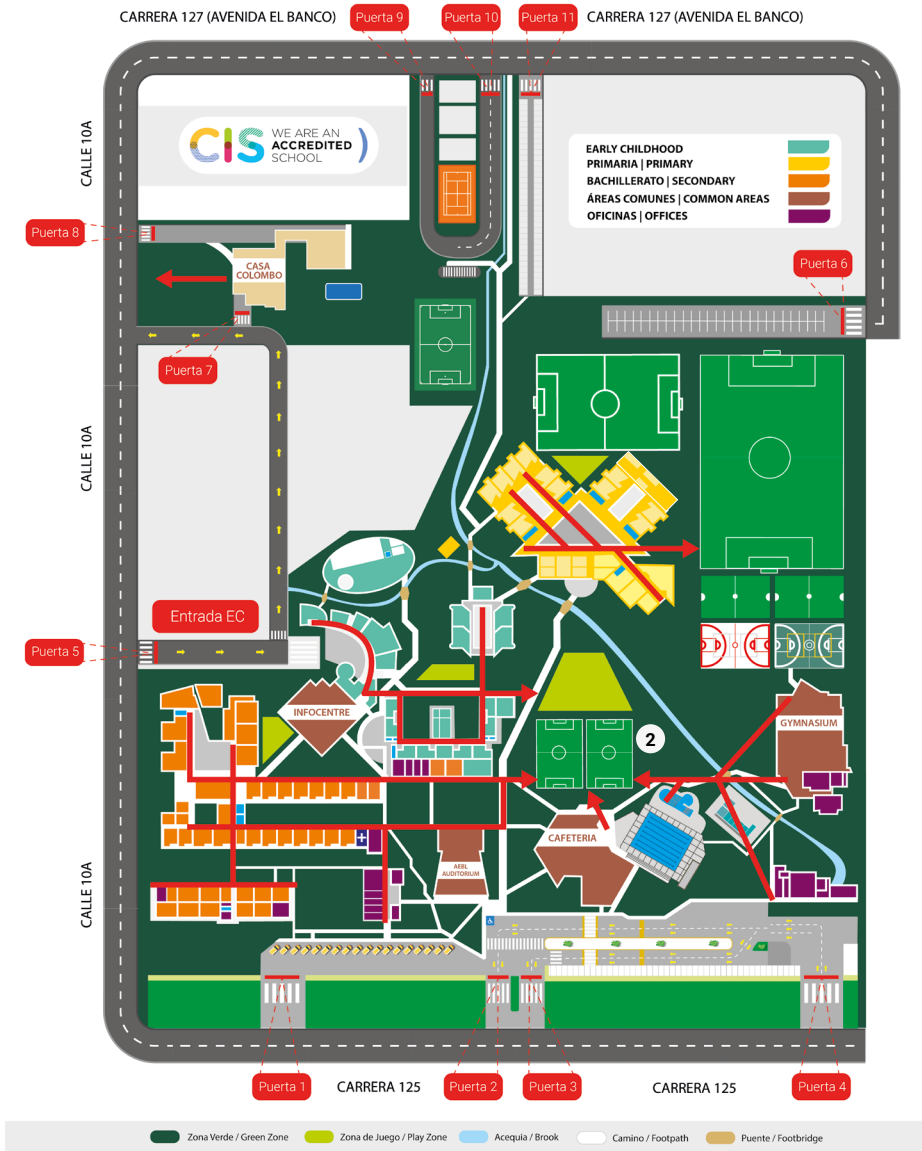 CARRERA 127 (AVENIDA EL BANCO)
Puerta 9
Puerta 10
Puerta 11
CARRERA 127 (AVENIDA EL BANCO)
CALLE 10A
CIS
WE ARE AN
ACCREDITED
SCHOOL
EARLY CHILDHOOD
PRIMARIA | PRIMARY
BACHILLERATO | SECONDARY
ÁREAS COMUNES | COMMON AREAS
OFICINAS | OFFICES
Puerta 8
CASA
COLOMBO
Puerta 6
Puerta 7
CALLE 10A
Entrada EC
Puerta 5
INFOCENTRE
GYMNASIUM
2
CAFETERIA
AEBL
AUDITORIUM
CALLE 10A
Puerta 1
CARRERA 125
Puerta 2
Puerta 3
CARRERA 125
Puerta 4
Zona Verde / Green Zone
Zona de Juego / Play Zone
Acequia / Brook
Camino / Footpath
Puente / Footbridge